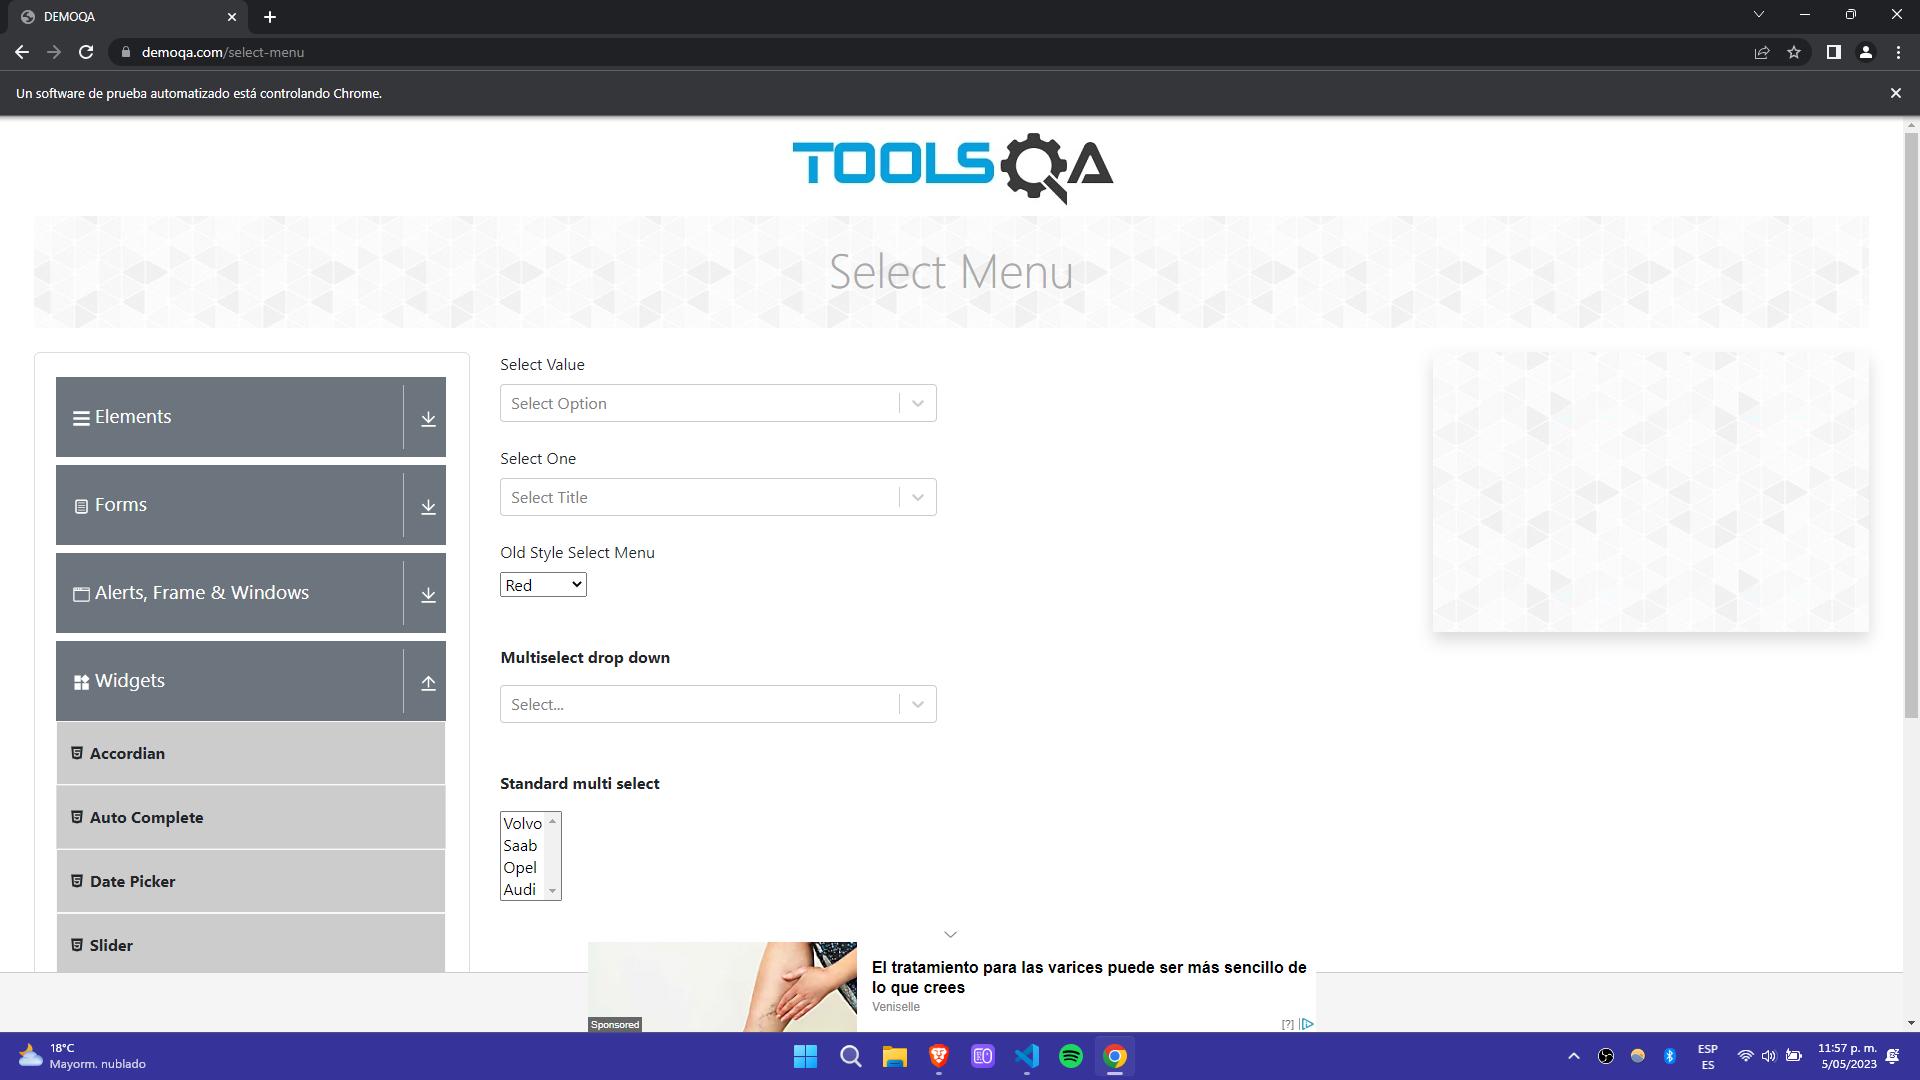 DEMOQA
demoqa.com/select-menu
Un software de prueba automatizado está controlando Chrome.
TOOLSQA
Select Menu
Elements
Forms
Alerts, Frame & Windows
Widgets
Accordian
Auto Complete
Date Picker
Slider
Select Value
Select Option
Select One
Select Title
Old Style Select Menu
Red
Multiselect drop down
Select...
Standard multi select
Volvo
Saab
Opel
Audi
El tratamiento para las varices puede ser más sencillo de
lo que crees
Veniselle
Sponsored
[?]
18°C
Mayorm. nublado
ESP
ES
11:57 p. m.
5/05/2023